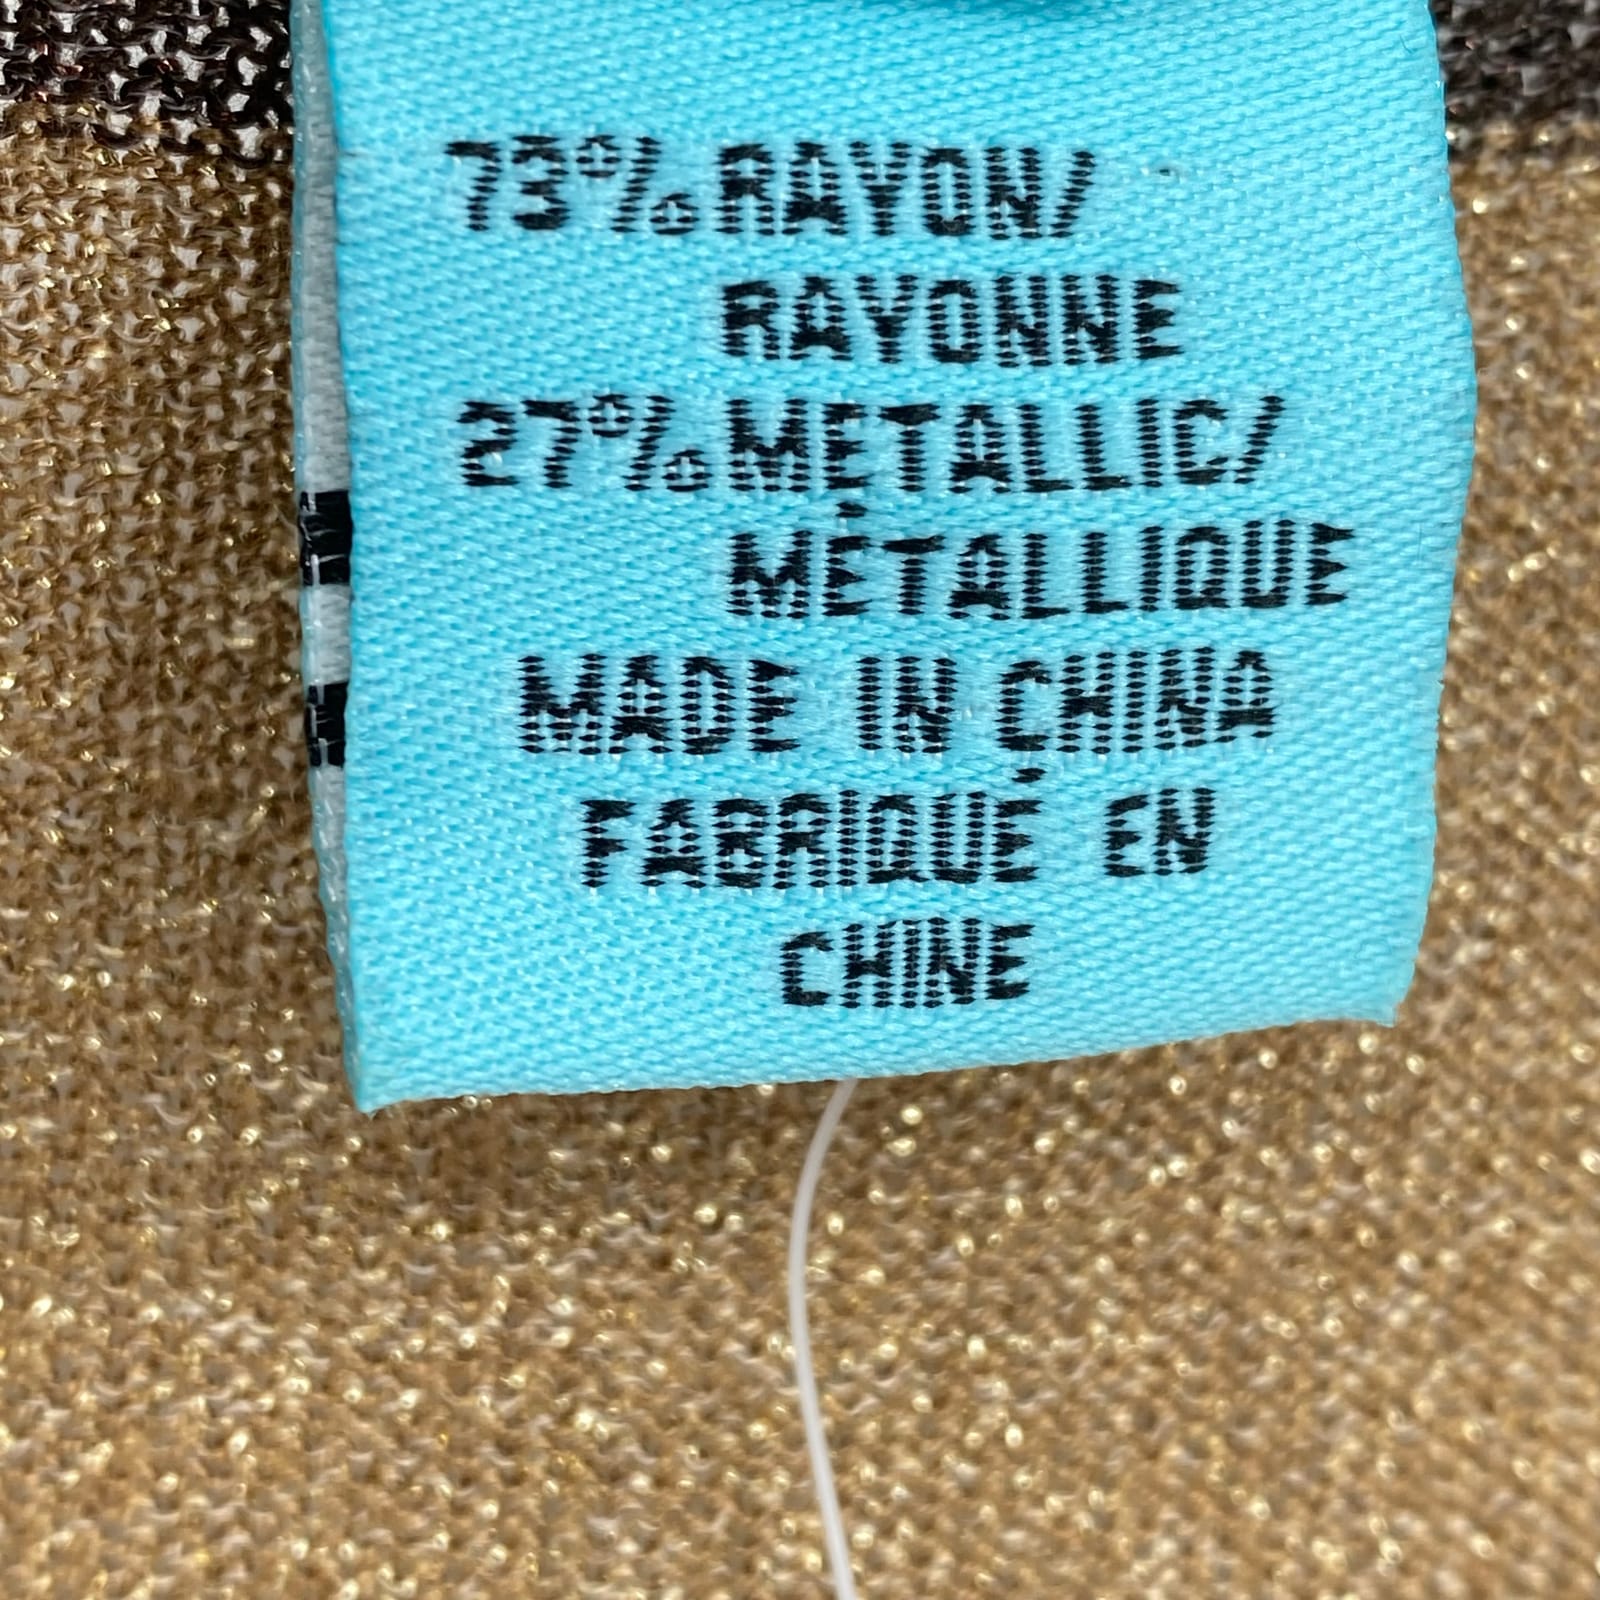 73% RAYON/
RAYONNE
27% METALLIC/
MÉTALLIQUE
MADE IN CHINA
FABRIQUÉ EN
CHINE